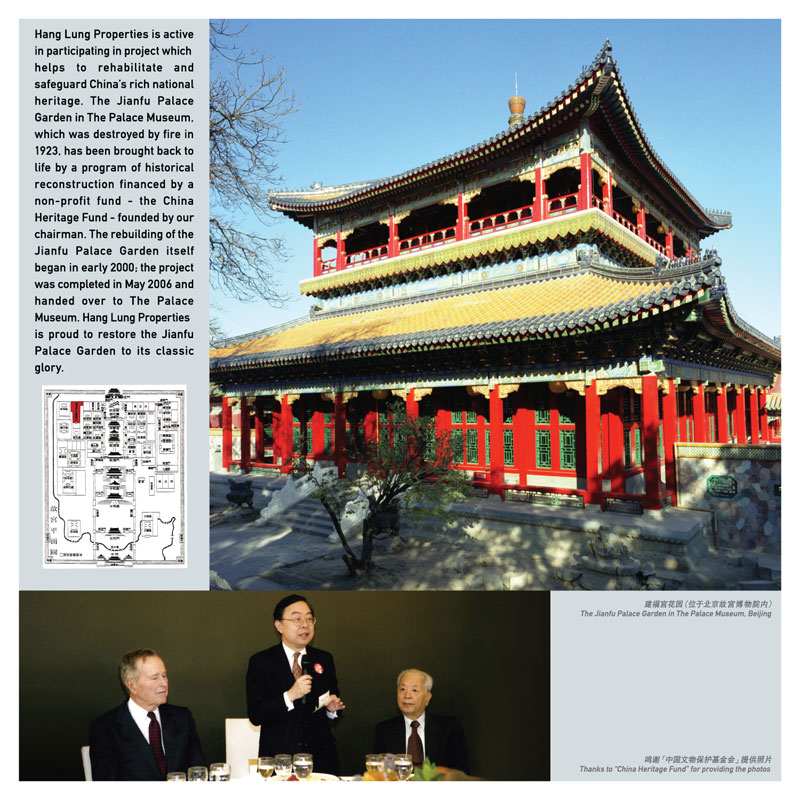 Hang Lung Properties is active
in participating in project which
helps to rehabilitate and
safeguard China's rich national
heritage. The Jianfu Palace
Garden in The Palace Museum,
which was destroyed by fire in
1923, has been brought back to
life by a program of historical
reconstruction financed by a
non-profit fund - the China
Heritage Fund - founded by our
chairman. The rebuilding of the
Jianfu Palace Garden itself
began in early 2000; the project
was completed in May 2006 and
handed over to The Palace
Museum. Hang Lung Properties
is proud to restore the Jianfu
Palace Garden to its classic
glory.
建福宫花园(位于北京故宫博物院内)
The Jianfu Palace Garden in The Palace Museum, Beijing
鸣谢「中国文物保护基金会」提供照片
Thanks to "China Heritage Fund" for providing the photos